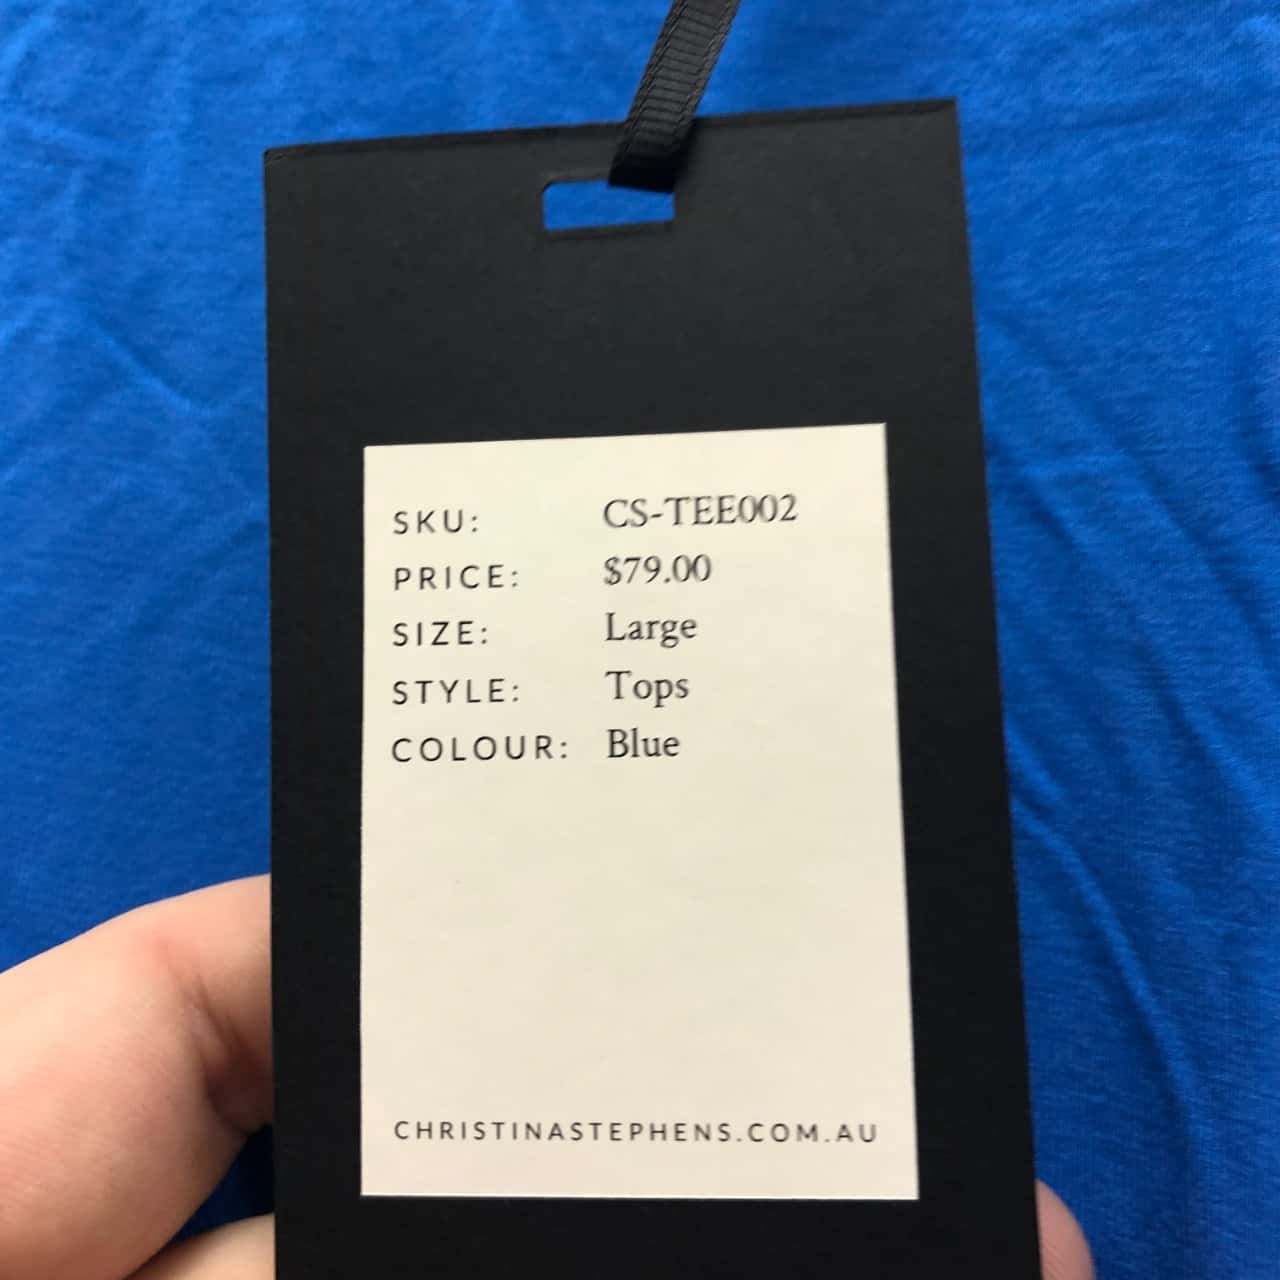 SKU: CS-TEE002
PRICE: $79.00
SIZE: Large
STYLE: Tops
COLOUR: Blue
CHRISTINASTEPHENS.COM.AU